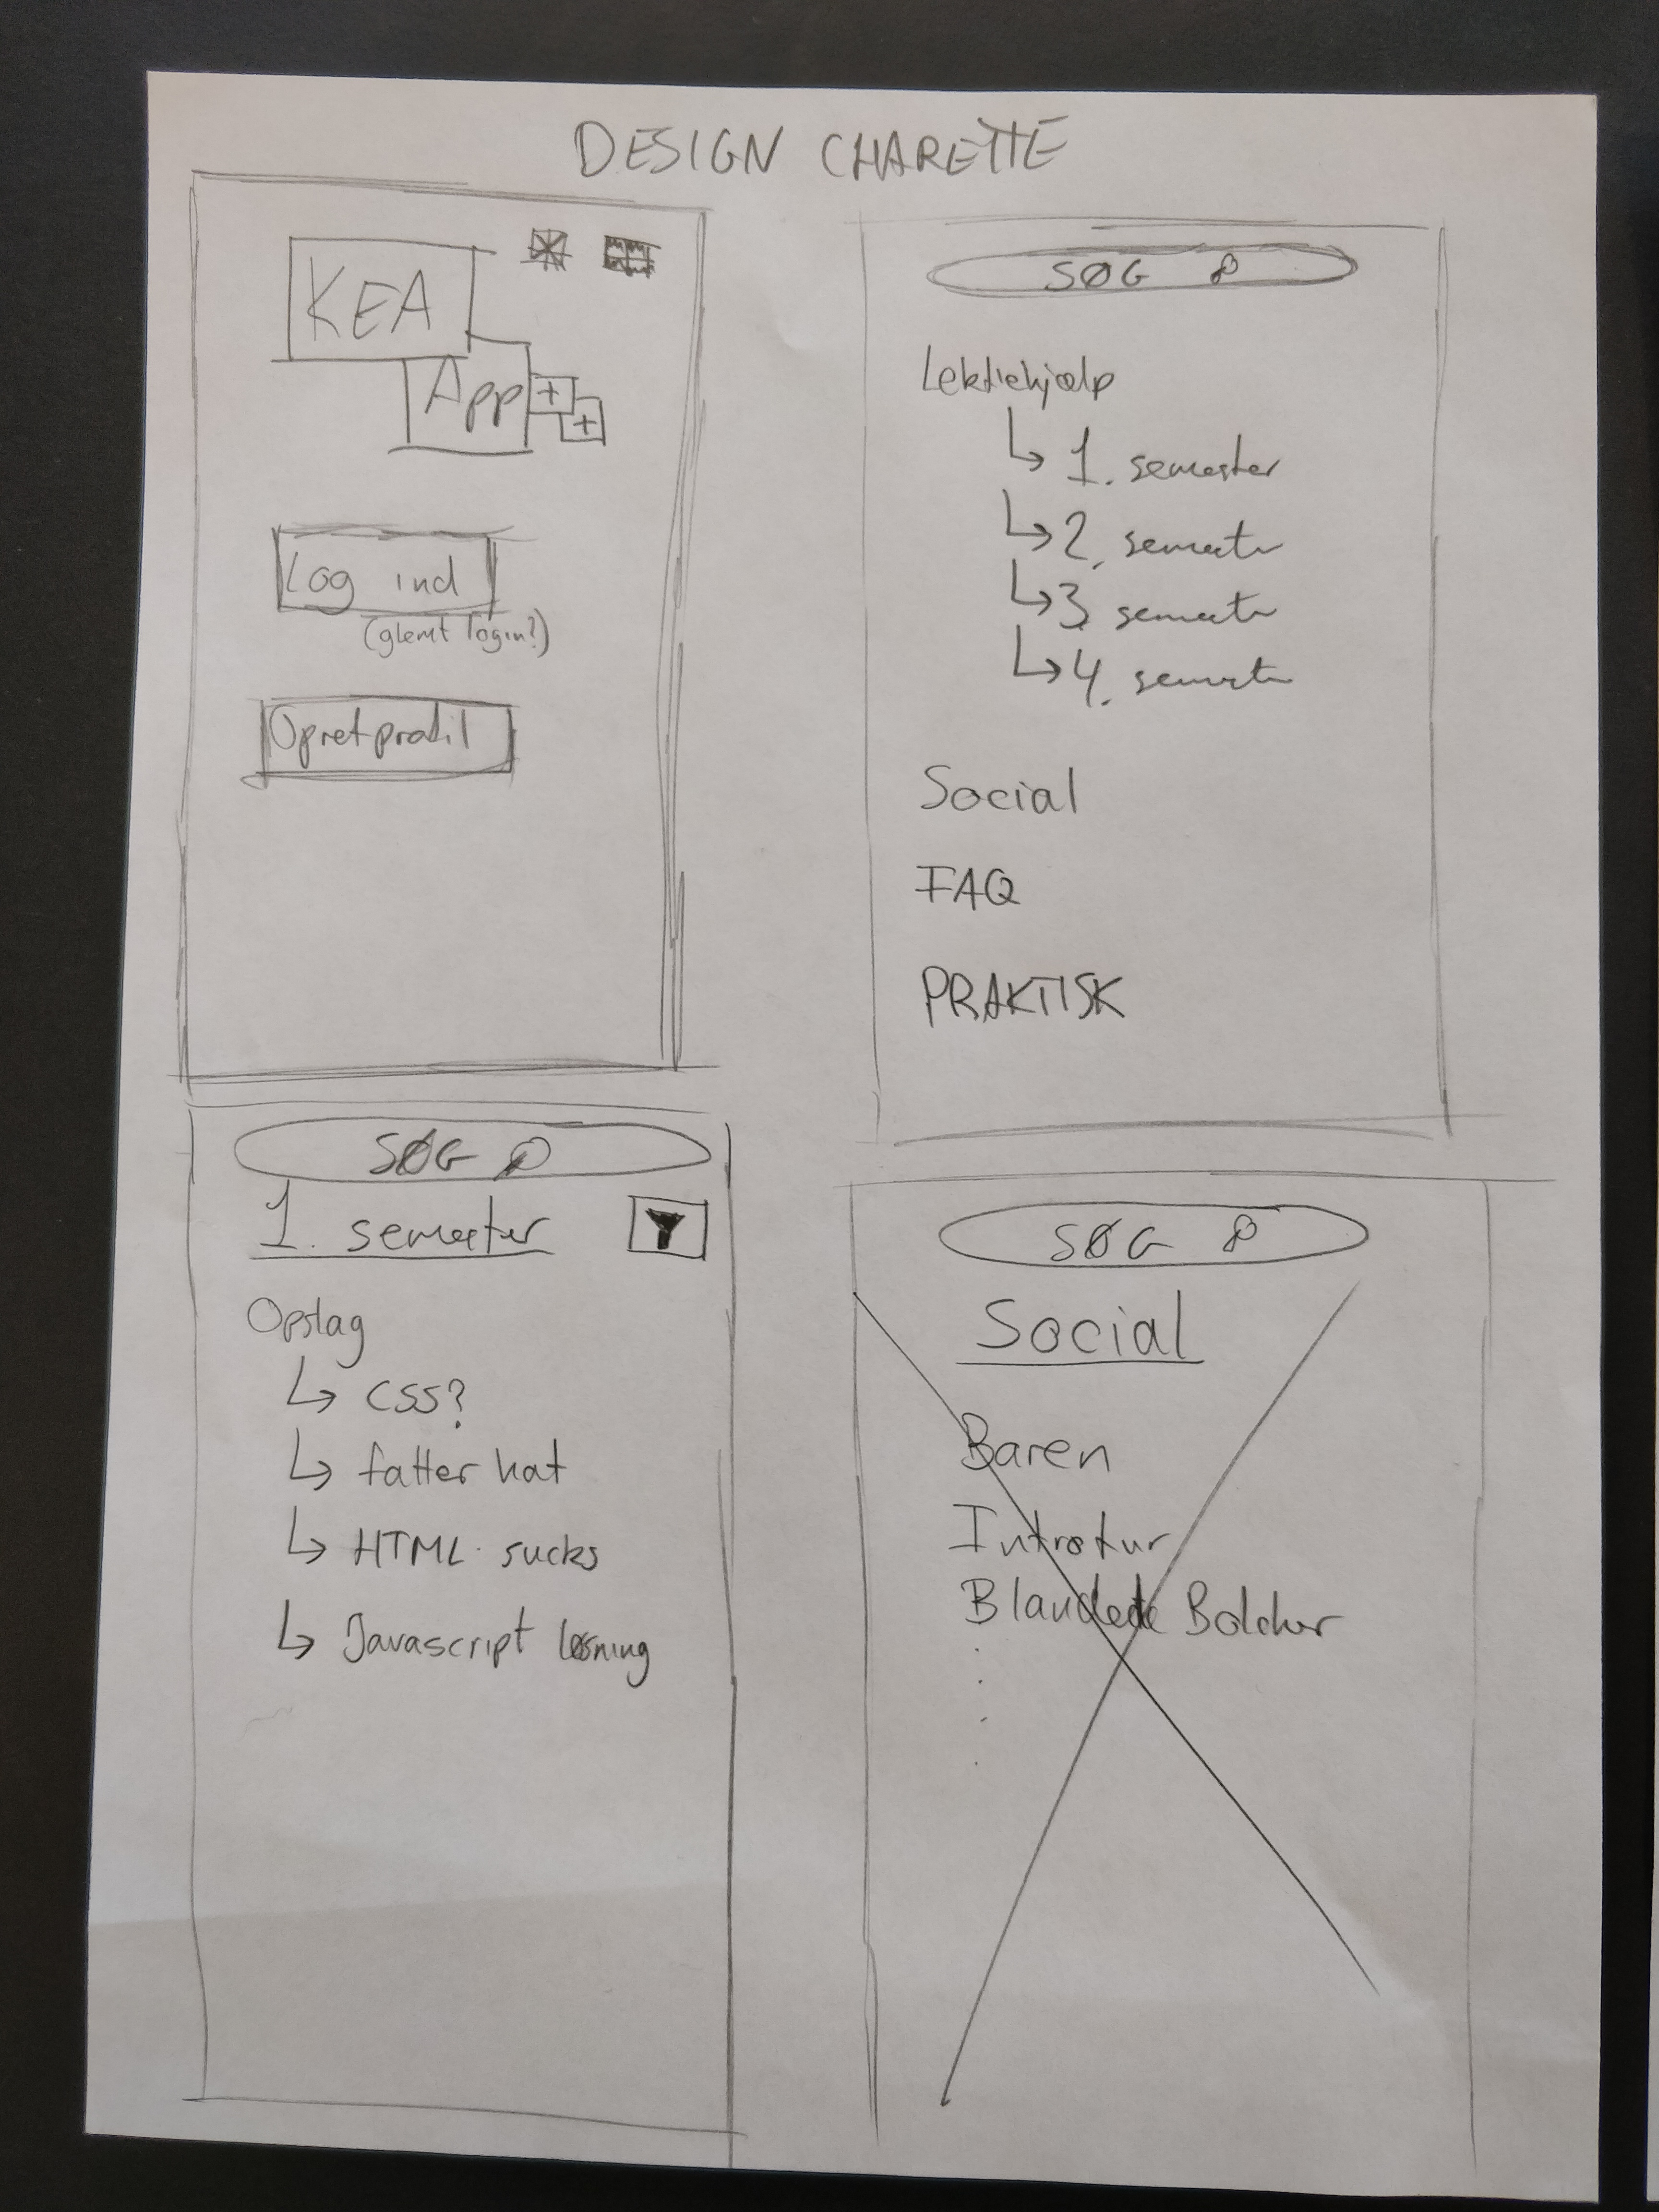 DESIGN CHARETTE
KEA
App
+
+
Log ind
(glemt login?)
Opret profil
SØG
Lektiehjælp
1. semester
2. semester
3. semester
4. semester
Social
FAQ
PRAKTISK
SØG
1. semester
Opslag
CSS?
fatter hat
HTML sucks
Javascript løsning
SØG
Social
Baren
Introtur
Blandede Bolcher